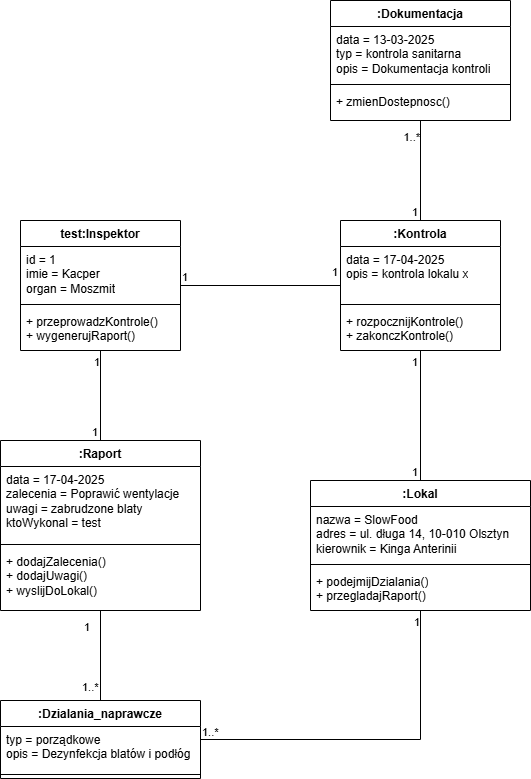 :Dokumentacja
data = 13-03-2025
typ = kontrola sanitarna
opis = Dokumentacja kontroli
+ zmienDostepnosc()
1..*
1
test:Inspektor
id = 1
imie = Kacper
organ = Moszmit
+ przeprowadzKontrole()
+ wygenerujRaport()
1
1
:Kontrola
data = 17-04-2025
opis = kontrola lokalu x
+ rozpocznijKontrole()
+ zakonczKontrole()
1
1
1
1
:Raport
data = 17-04-2025
zalecenia = Poprawić wentylacje
uwagi = zabrudzone blaty
ktoWykonal = test
+ dodajZalecenia()
+ dodajUwagi()
+ wyslijDoLokal()
:Lokal
nazwa = SlowFood
adres = ul. długa 14, 10-010 Olsztyn
kierownik = Kinga Anterinii
+ podejmijDzialania()
+ przegladajRaport()
1
1
1..*
1..*
:Dzialania_naprawcze
typ = porządkowe
opis = Dezynfekcja blatów i podłóg